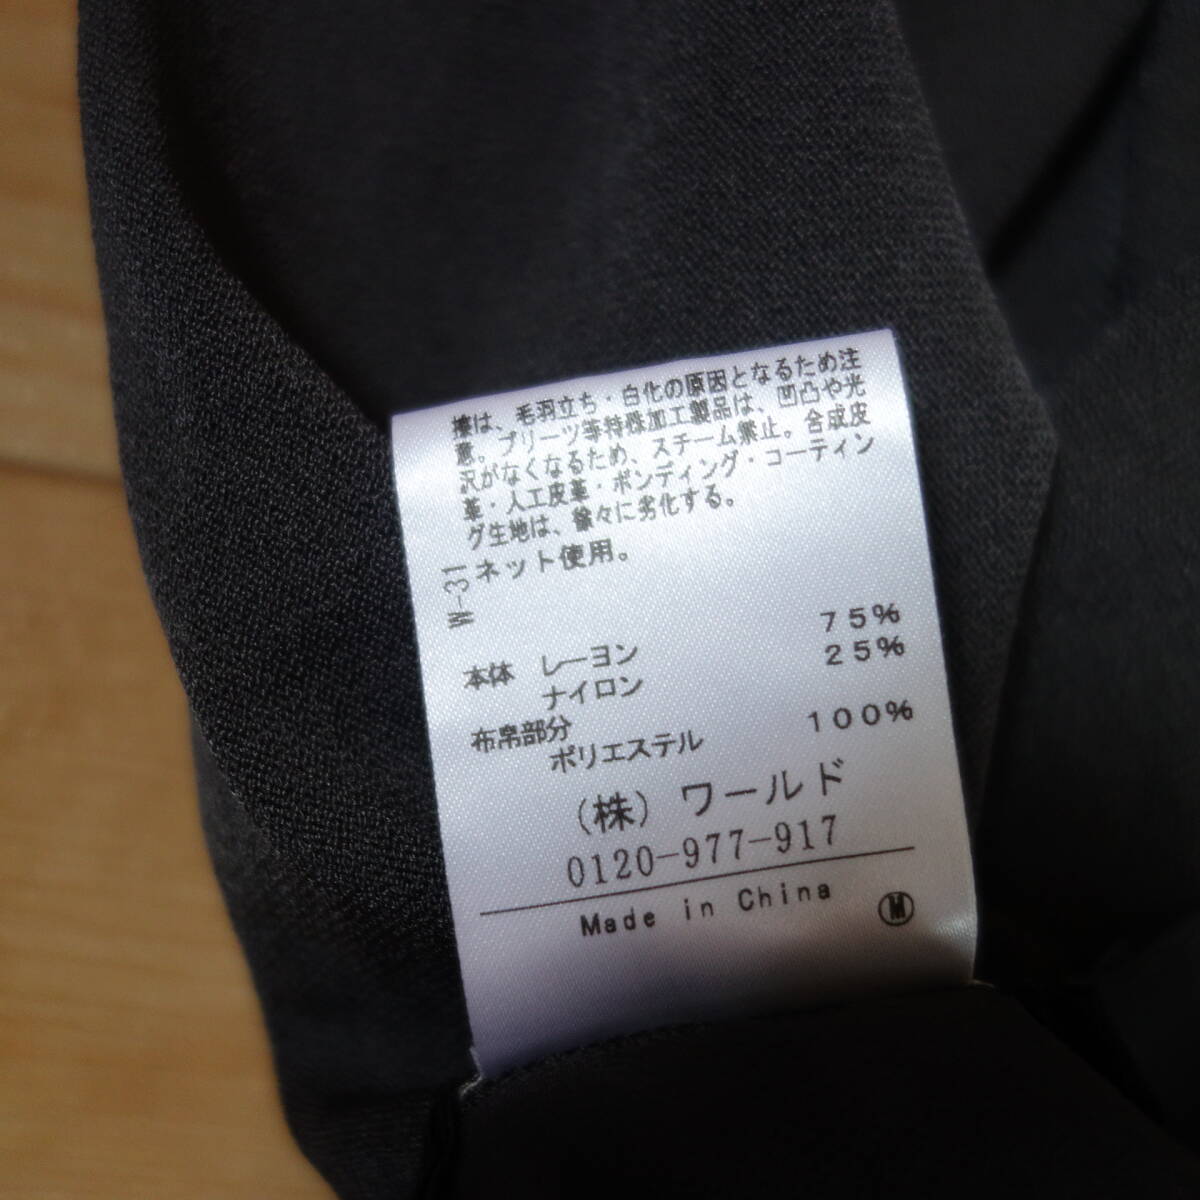 擦は、毛羽立ち・白化の原因となるため注
意。プリーツ等特殊加工製品は、凹凸や光
沢がなくなるため、スチーム禁止。合成皮
革・人工皮革・ボンディング・コーティン
グ生地は、徐々に劣化する。
W-31
ネット使用。
本体 レーヨン 75%
ナイロン 25%
布帛部分
ポリエステル 100%
(株) ワールド
0120-977-917
Made in China
M